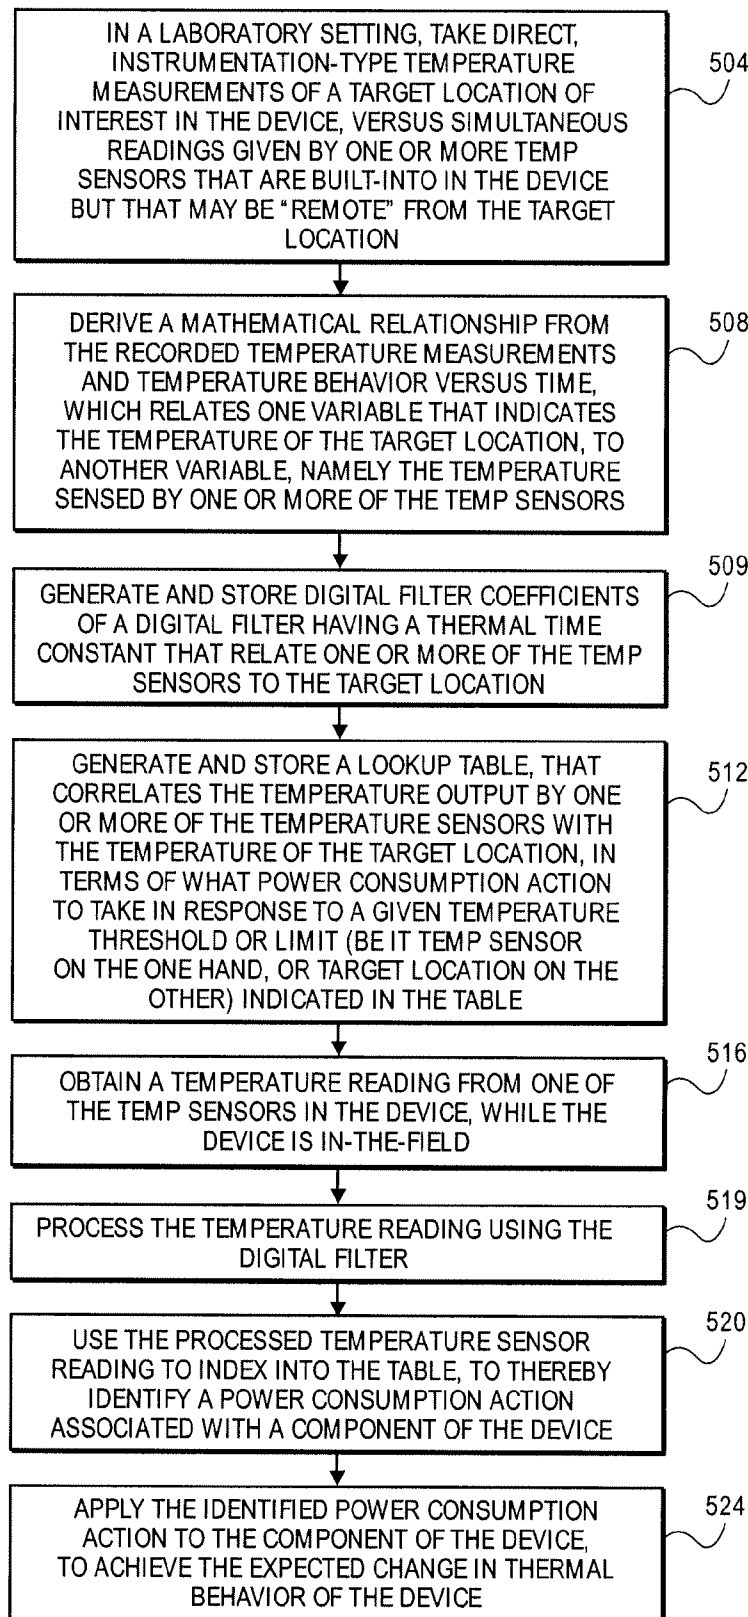 IN A LABORATORY SETTING, TAKE DIRECT,
INSTRUMENTATION-TYPE TEMPERATURE
MEASUREMENTS OF A TARGET LOCATION OF
INTEREST IN THE DEVICE, VERSUS SIMULTANEOUS
READINGS GIVEN BY ONE OR MORE TEMP
SENSORS THAT ARE BUILT-INTO IN THE DEVICE
BUT THAT MAY BE “REMOTE” FROM THE TARGET
LOCATION
504
DERIVE A MATHEMATICAL RELATIONSHIP FROM
THE RECORDED TEMPERATURE MEASUREMENTS
AND TEMPERATURE BEHAVIOR VERSUS TIME,
WHICH RELATES ONE VARIABLE THAT INDICATES
THE TEMPERATURE OF THE TARGET LOCATION, TO
ANOTHER VARIABLE, NAMELY THE TEMPERATURE
SENSED BY ONE OR MORE OF THE TEMP SENSORS
508
GENERATE AND STORE DIGITAL FILTER COEFFICIENTS
OF A DIGITAL FILTER HAVING A THERMAL TIME
CONSTANT THAT RELATE ONE OR MORE OF THE TEMP
SENSORS TO THE TARGET LOCATION
509
GENERATE AND STORE A LOOKUP TABLE, THAT
CORRELATES THE TEMPERATURE OUTPUT BY ONE
OR MORE OF THE TEMPERATURE SENSORS WITH
THE TEMPERATURE OF THE TARGET LOCATION, IN
TERMS OF WHAT POWER CONSUMPTION ACTION
TO TAKE IN RESPONSE TO A GIVEN TEMPERATURE
THRESHOLD OR LIMIT (BE IT TEMP SENSOR
ON THE ONE HAND, OR TARGET LOCATION ON THE
OTHER) INDICATED IN THE TABLE
512
OBTAIN A TEMPERATURE READING FROM ONE OF
THE TEMP SENSORS IN THE DEVICE, WHILE THE
DEVICE IS IN-THE-FIELD
516
PROCESS THE TEMPERATURE READING USING THE
DIGITAL FILTER
519
USE THE PROCESSED TEMPERATURE SENSOR
READING TO INDEX INTO THE TABLE, TO THEREBY
IDENTIFY A POWER CONSUMPTION ACTION
ASSOCIATED WITH A COMPONENT OF THE DEVICE
520
APPLY THE IDENTIFIED POWER CONSUMPTION
ACTION TO THE COMPONENT OF THE DEVICE,
TO ACHIEVE THE EXPECTED CHANGE IN THERMAL
BEHAVIOR OF THE DEVICE
524